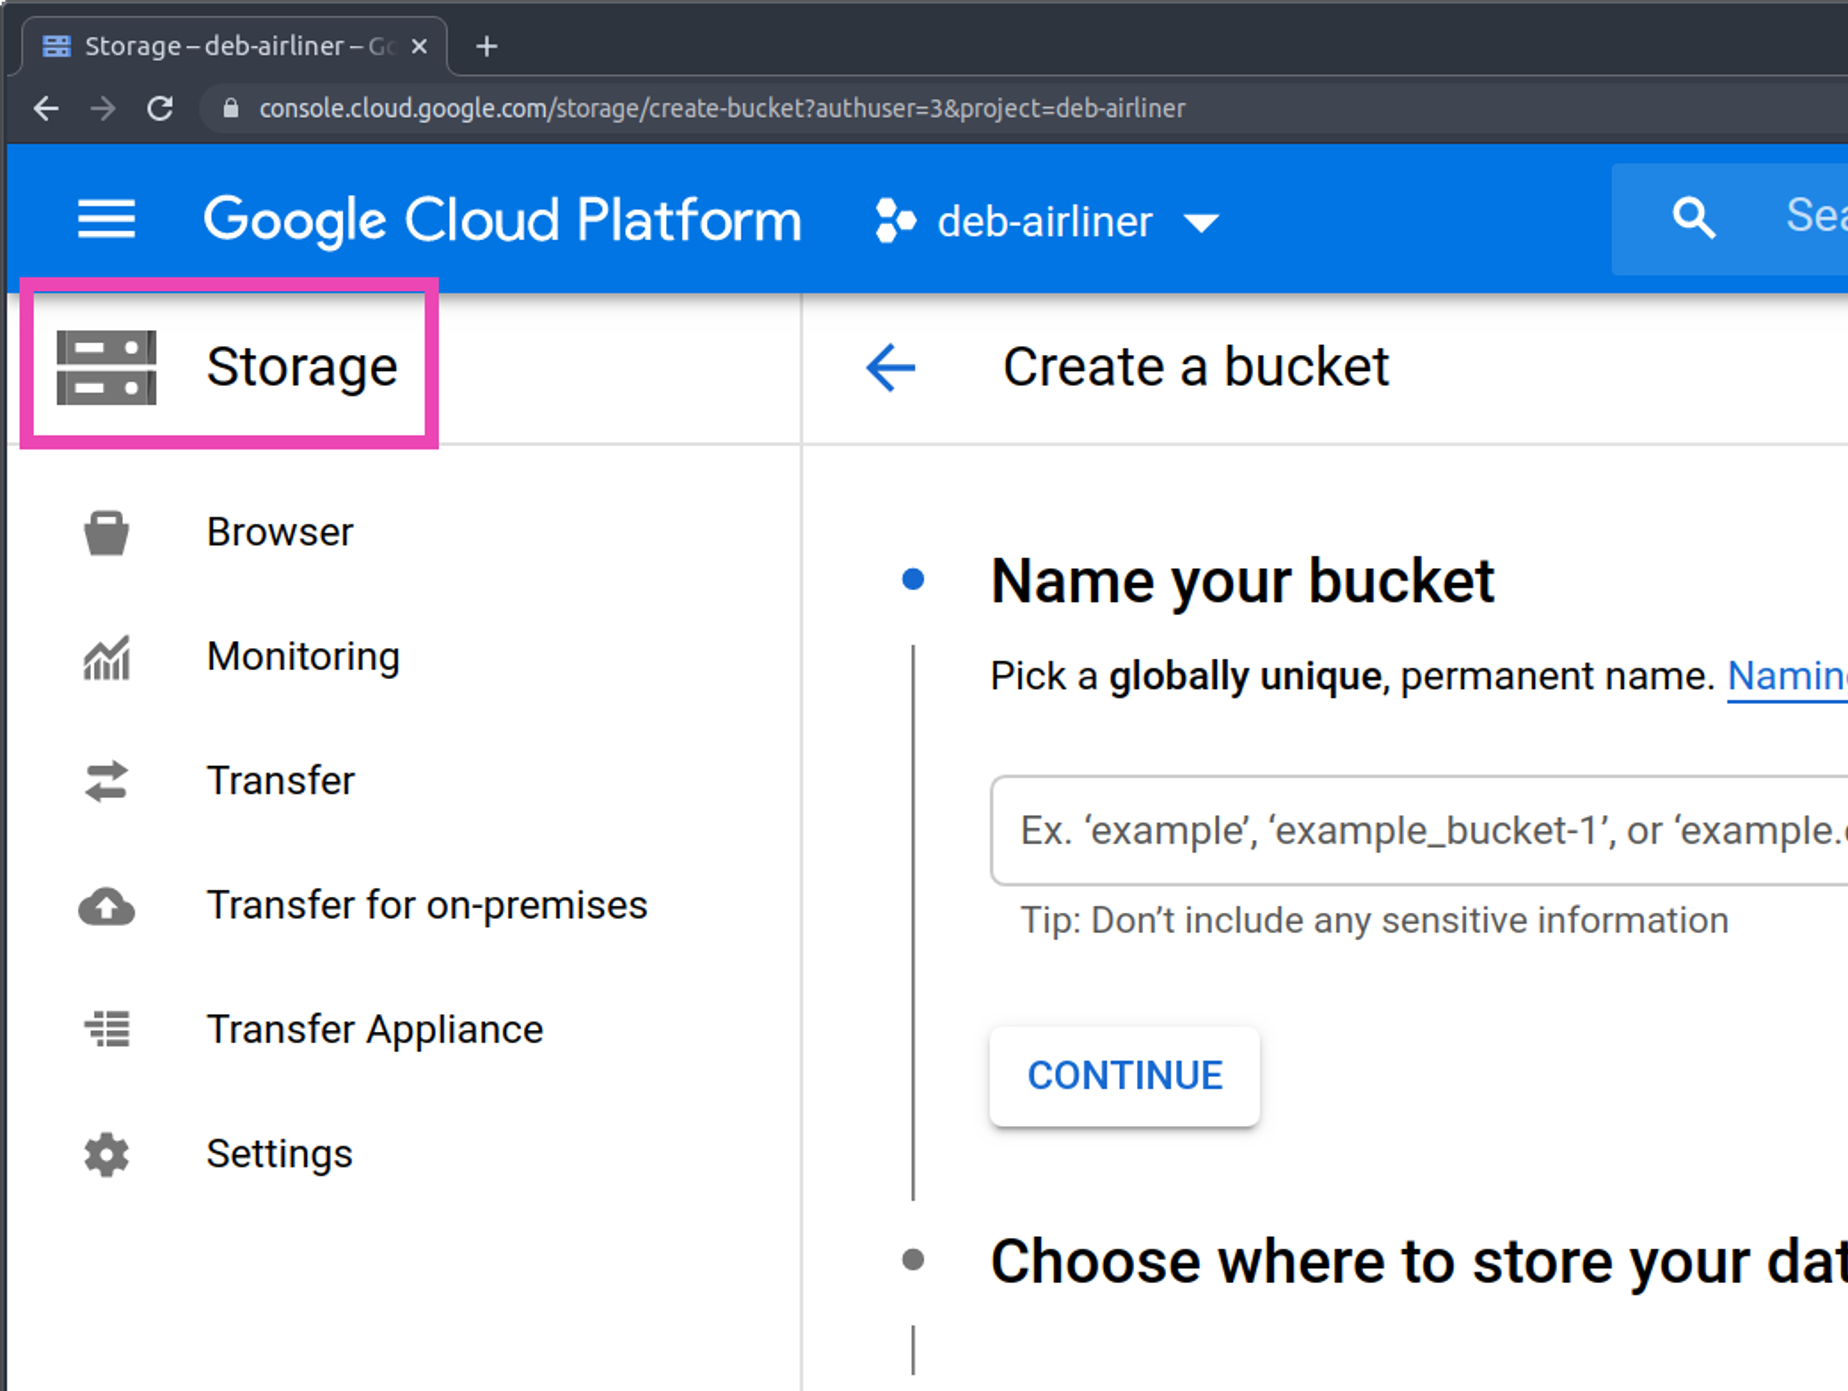 Storage – deb-airliner – Go
console.cloud.google.com/storage/create-bucket?authuser=3&project=deb-airliner
Google Cloud Platform
deb-airliner
Sea
Storage
Create a bucket
Browser
Monitoring
Transfer
Transfer for on-premises
Transfer Appliance
Settings
Name your bucket
Pick a globally unique, permanent name. Naming
Ex. ‘example’, ‘example_bucket-1’, or ‘example.
Tip: Don’t include any sensitive information
CONTINUE
Choose where to store your dat